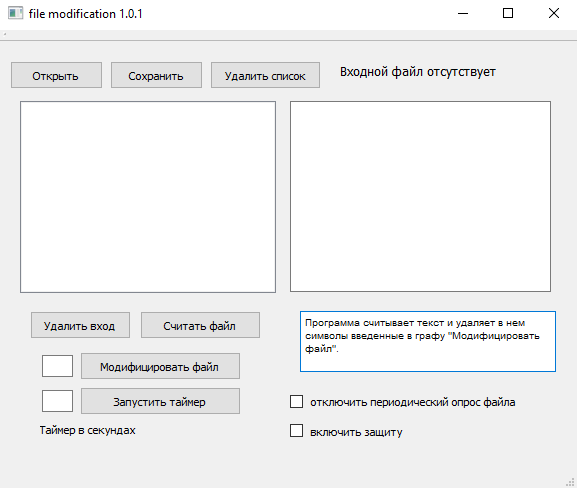 file modification 1.0.1
Открыть
Сохранить
Удалить список
Входной файл отсутствует
Удалить вход
Считать файл
Программа считывает текст и удаляет в нем
символы введенные в графу "Модифицировать
файл".
Модифицировать файл
Запустить таймер
отключить периодический опрос файла
Таймер в секундах
включить защиту